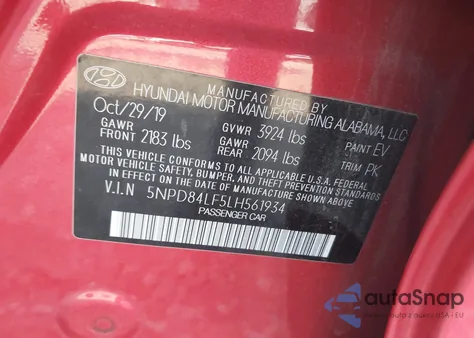 MANUFACTURED BY
HYUNDAI MOTOR MANUFACTURING ALABAMA, LLC
Oct/29/19
GVWR 3924 lbs
PAINT EV
GAWR
FRONT 2183 lbs
GAWR
REAR 2094 lbs
TRIM PK
THIS VEHICLE CONFORMS TO ALL APPLICABLE U.S.A. FEDERAL
MOTOR VEHICLE SAFETY, BUMPER, AND THEFT PREVENTION STANDARDS
IN EFFECT ON THE DATE OF MANUFACTURE SHOWN ABOVE.
V.I.N 5NPD84LF5LH561934
PASSENGER CAR
autoSnap